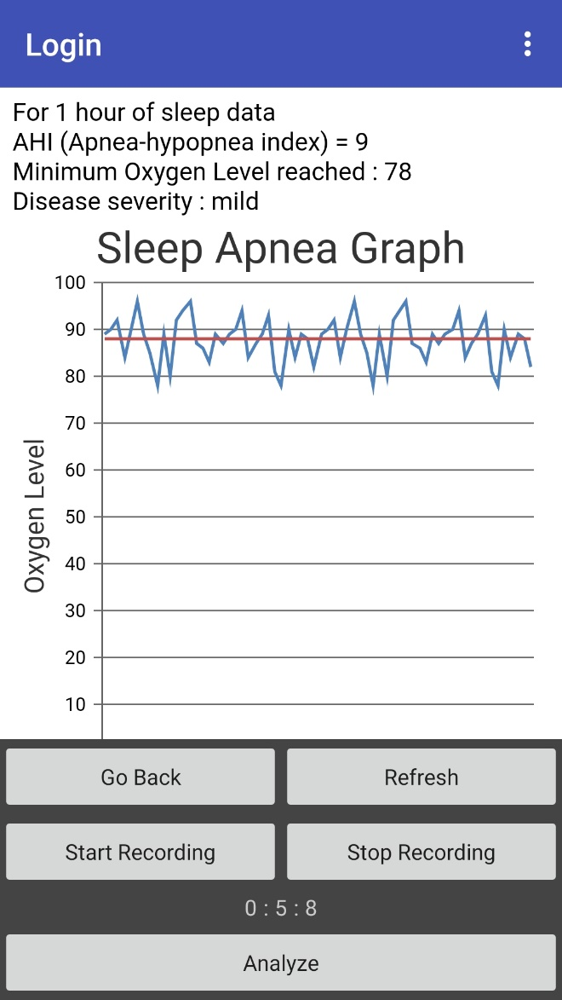 Login
For 1 hour of sleep data
AHI (Apnea-hypopnea index) = 9
Minimum Oxygen Level reached : 78
Disease severity : mild
Sleep Apnea Graph
100
90
80
70
60
50
40
30
20
10
Oxygen Level
Go Back
Refresh
Start Recording
Stop Recording
0 : 5 : 8
Analyze